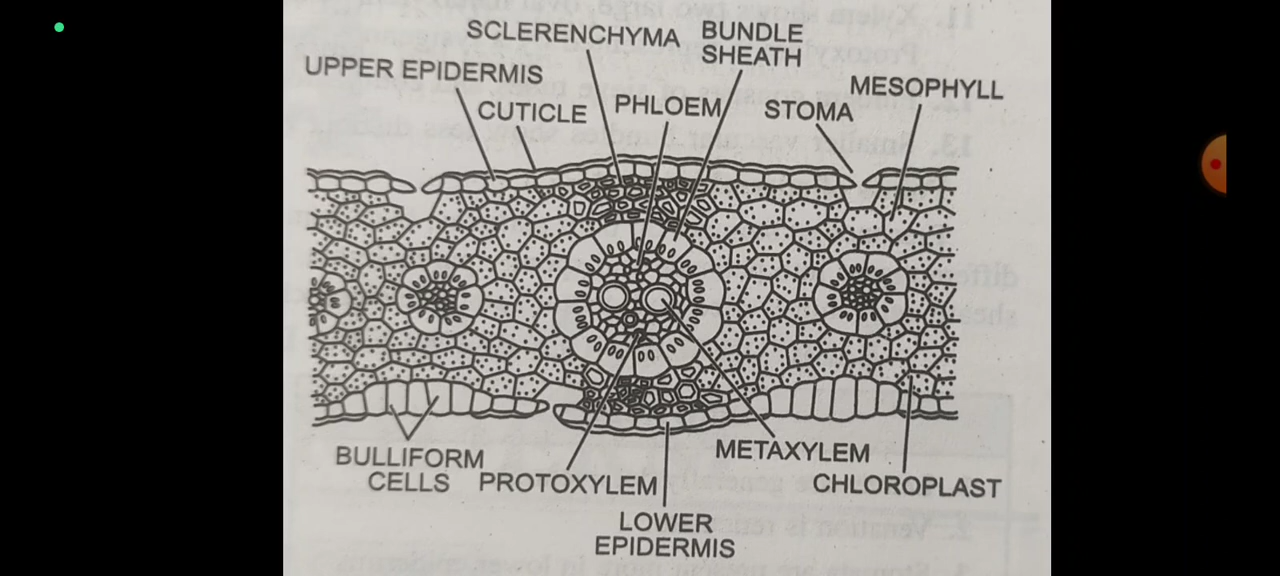 SCLERENCHYMA
BUNDLE
SHEATH
UPPER EPIDERMIS
CUTICLE
PHLOEM
STOMA
MESOPHYLL
BULLIFORM
CELLS
PROTOXYLEM
METAXYLEM
CHLOROPLAST
LOWER
EPIDERMIS